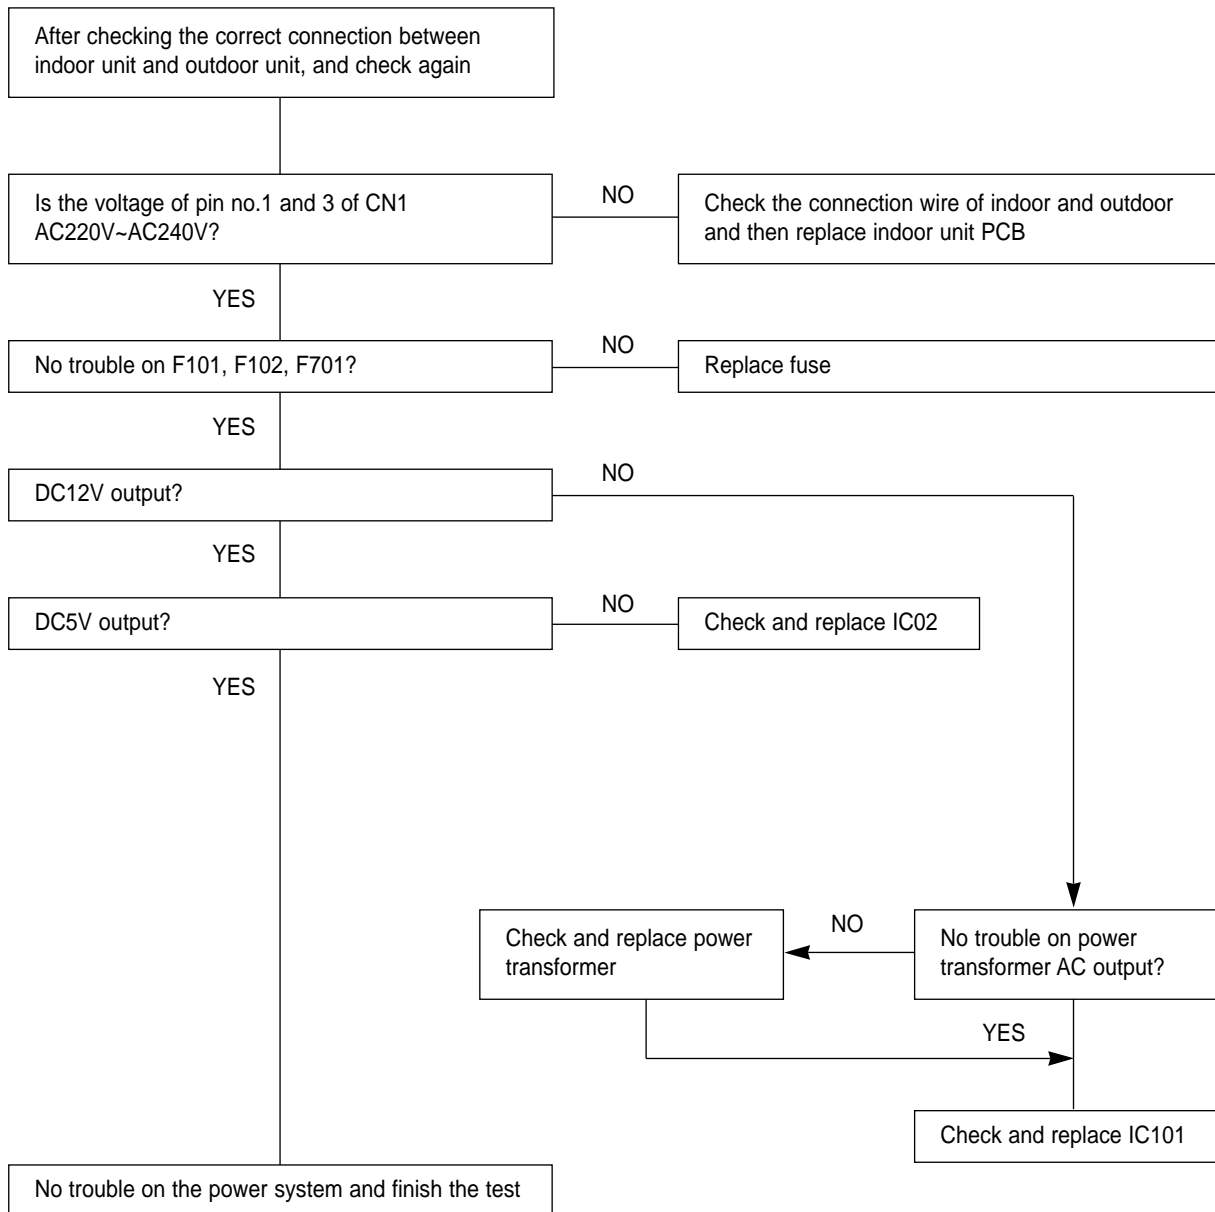 After checking the correct connection between
indoor unit and outdoor unit, and check again
Is the voltage of pin no.1 and 3 of CN1
AC220V~AC240V?
NO
Check the connection wire of indoor and outdoor
and then replace indoor unit PCB
YES
No trouble on F101, F102, F701?
NO
Replace fuse
YES
DC12V output?
NO
YES
DC5V output?
NO
Check and replace IC02
YES
Check and replace power
transformer
NO
No trouble on power
transformer AC output?
YES
Check and replace IC101
No trouble on the power system and finish the test